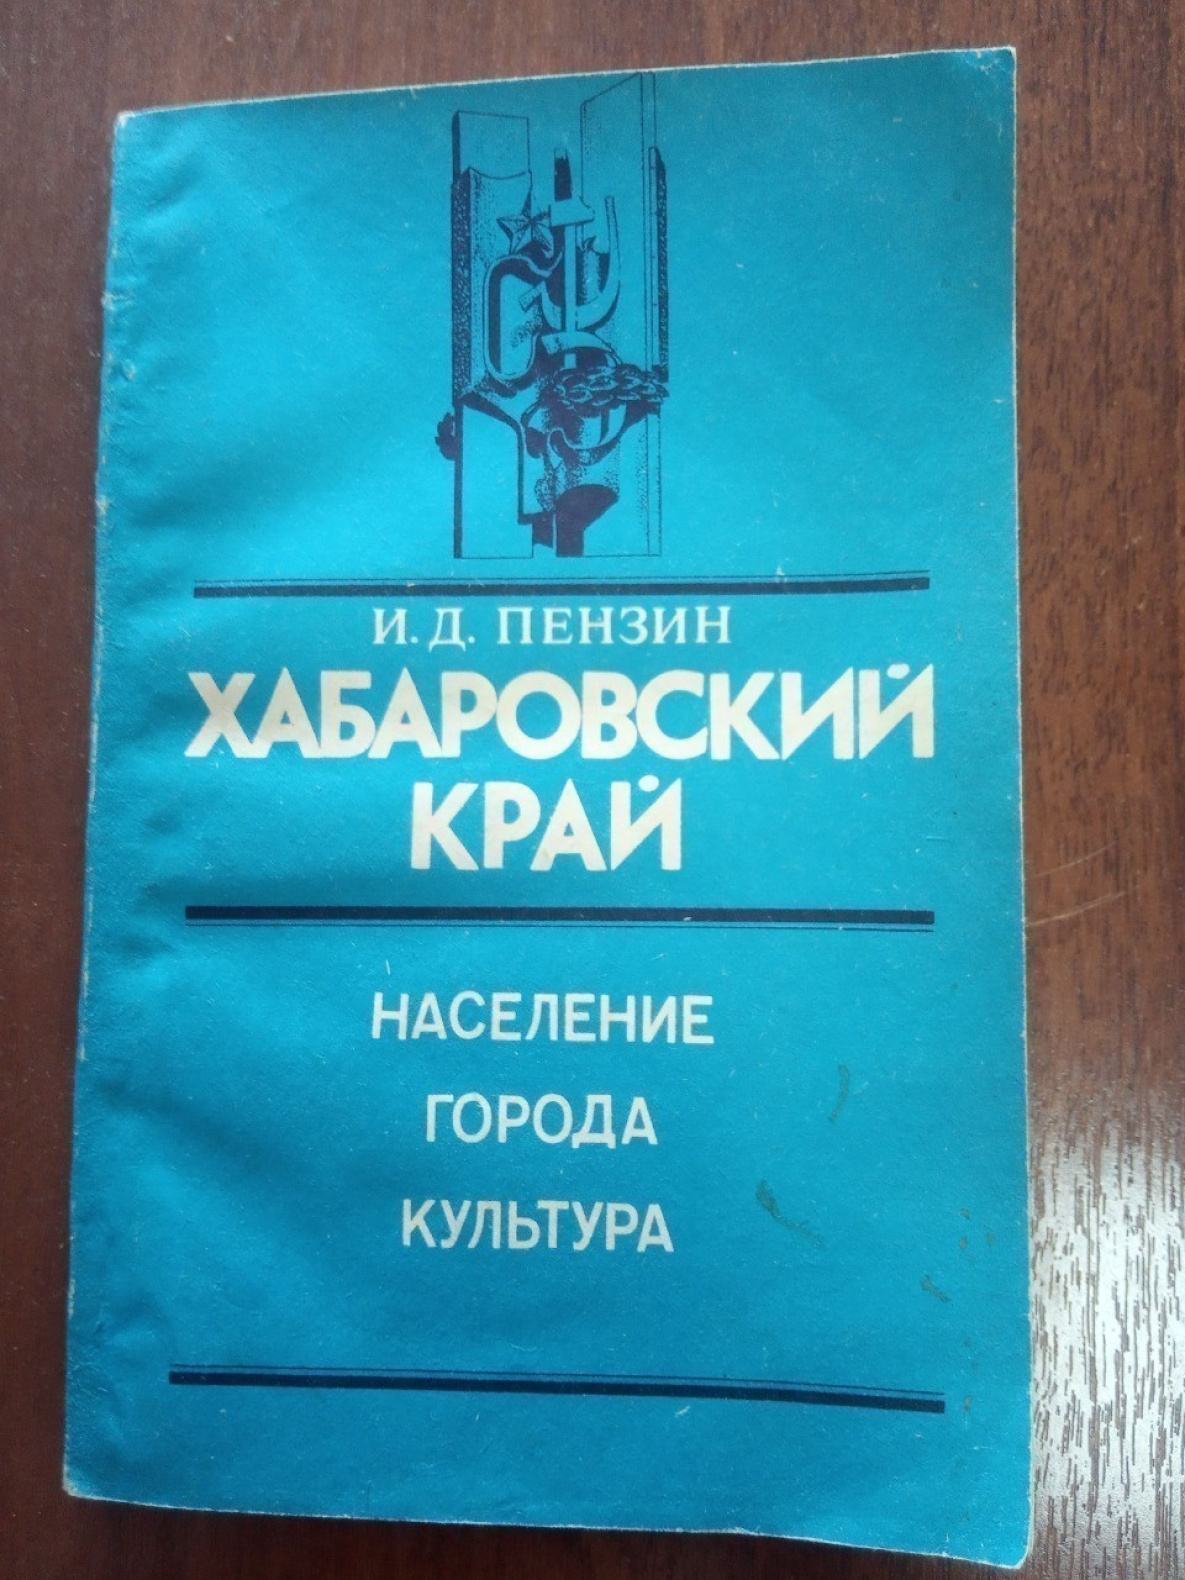 И. Д. ПЕНЗИН
ХАБАРОВСКИЙ
КРАЙ
НАСЕЛЕНИЕ
ГОРОДА
КУЛЬТУРА